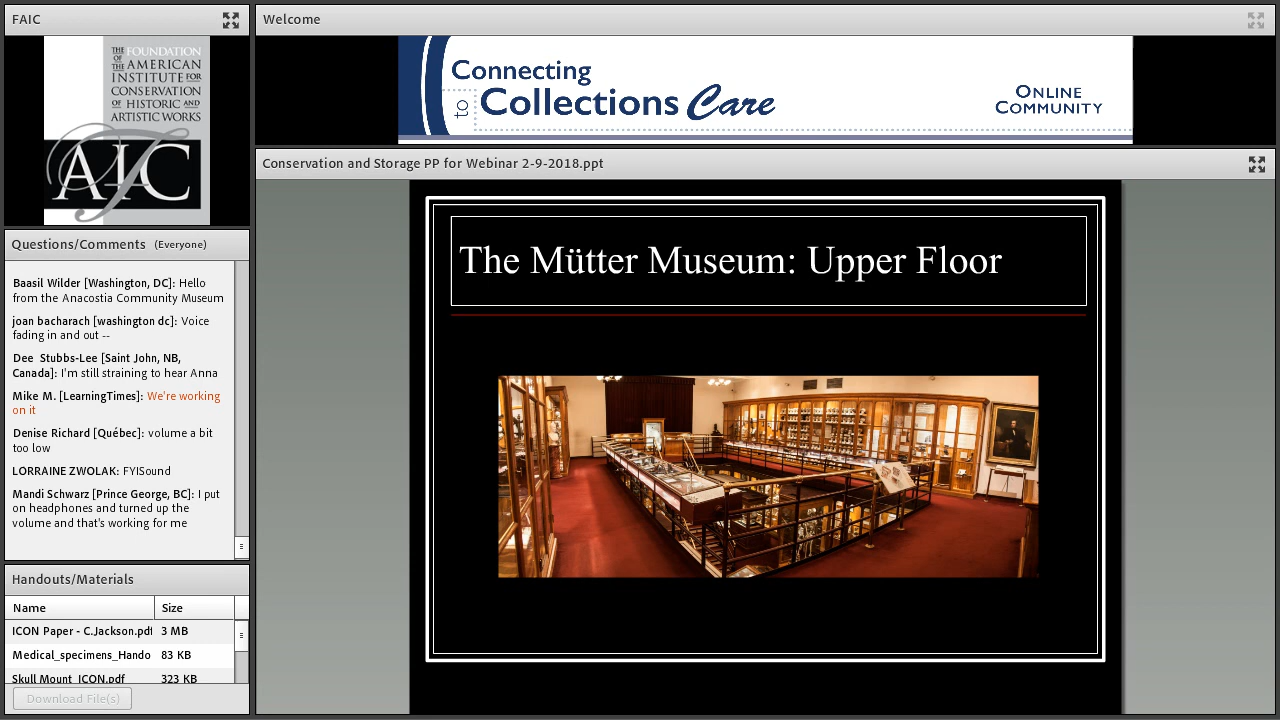 FAIC
THE FOUNDATION
OF THE AMERICAN
INSTITUTE FOR
CONSERVATION
OF HISTORIC AND
ARTISTIC WORKS
AIC
Questions/Comments (Everyone)
Baasil Wilder [Washington, DC]: Hello
from the Anacostia Community Museum
joan bacharach [washington dc]: Voice
fading in and out --
Dee Stubbs-Lee [Saint John, NB,
Canada]: I'm still straining to hear Anna
Mike M. [LearningTimes]: We're working
on it
Denise Richard [Québec]: volume a bit
too low
LORRAINE ZWOLAK: FYISound
Mandi Schwarz [Prince George, BC]: I put
on headphones and turned up the
volume and that's working for me
Handouts/Materials
Name Size
ICON Paper - C.Jackson.pdf 3 MB
Medical_specimens_Hando 83 KB
Skull Mount_ICON.pdf 323 KB
Download File(s)
Welcome
Connecting
to Collections Care
ONLINE
COMMUNITY
Conservation and Storage PP for Webinar 2-9-2018.ppt
The Mütter Museum: Upper Floor